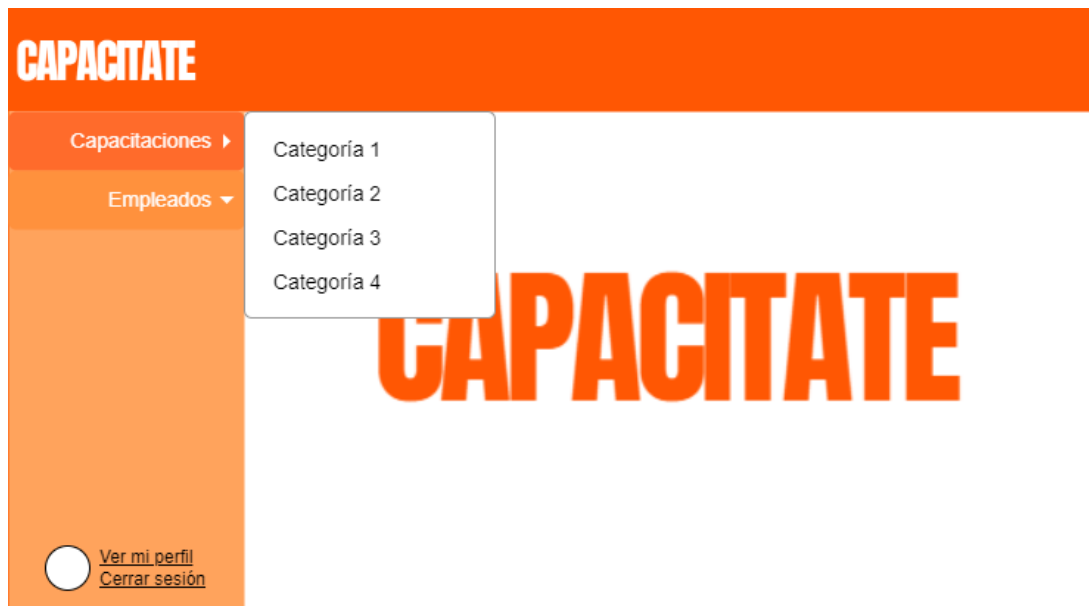 CAPACITATE
Capacitaciones
Empleados
Categoría 1
Categoría 2
Categoría 3
Categoría 4
CAPACITATE
Ver mi perfil
Cerrar sesión